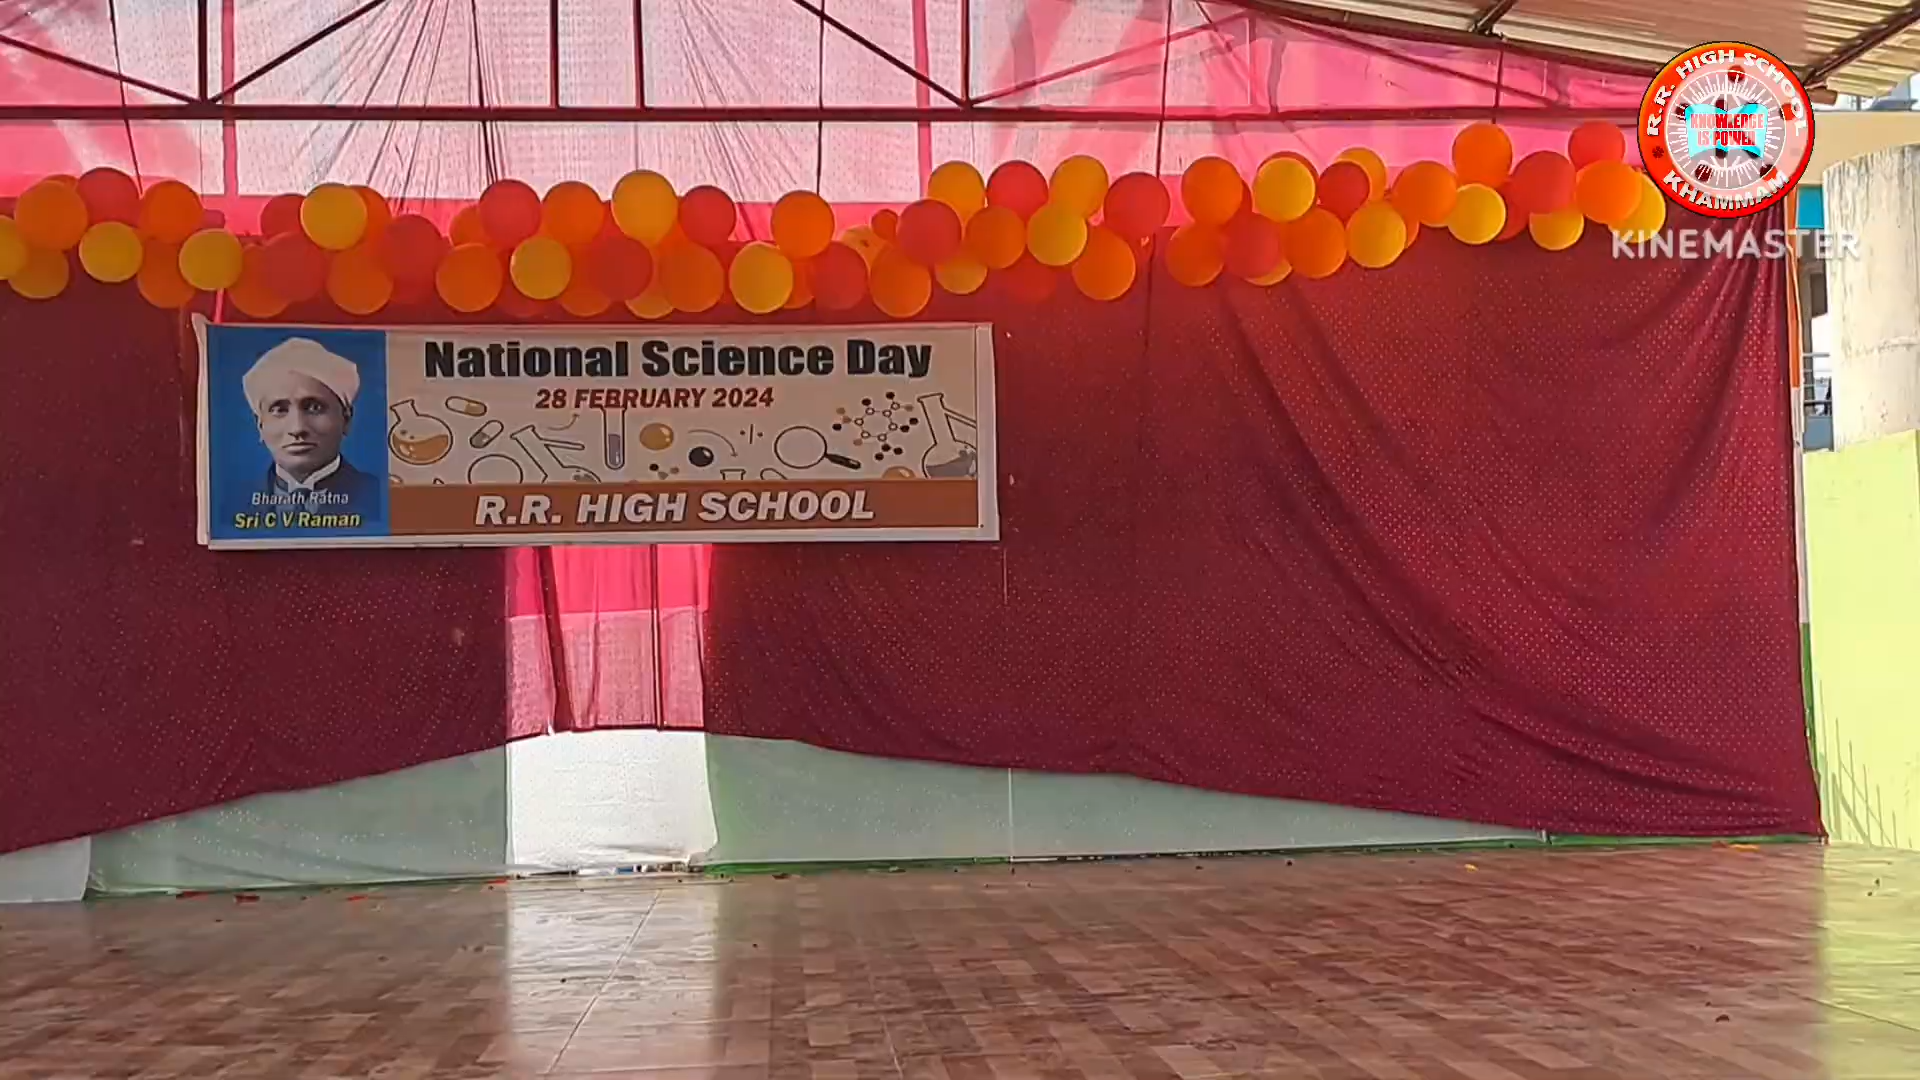 R.R. HIGH SCHOOL
KNOWLEDGE
IS POWER
KHAMMAM
KINEMASTER
National Science Day
28 FEBRUARY 2024
Bharath Ratna
Sri C V Raman
R.R. HIGH SCHOOL